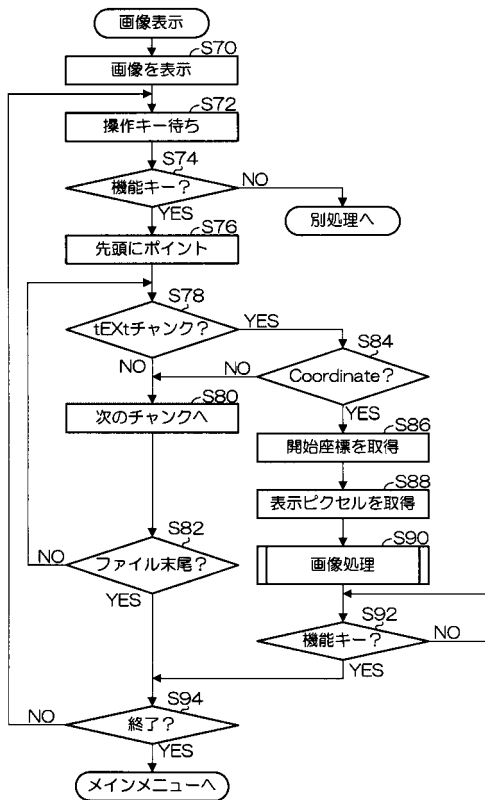 画像表示
S70
画像を表示
S72
操作キー待ち
S74
機能キー?
NO
YES
別処理へ
S76
先頭にポイント
S78
tEXtチャンク?
YES
NO
S84
Coordinate?
NO
YES
S80
次のチャンクへ
S86
開始座標を取得
S88
表示ピクセルを取得
S82
ファイル末尾?
NO
YES
S90
画像処理
S92
機能キー?
NO
YES
S94
終了?
NO
YES
メインメニューへ